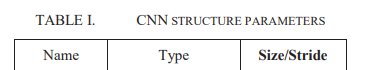 TABLE I. CNN STRUCTURE PARAMETERS
Name Type Size/Stride